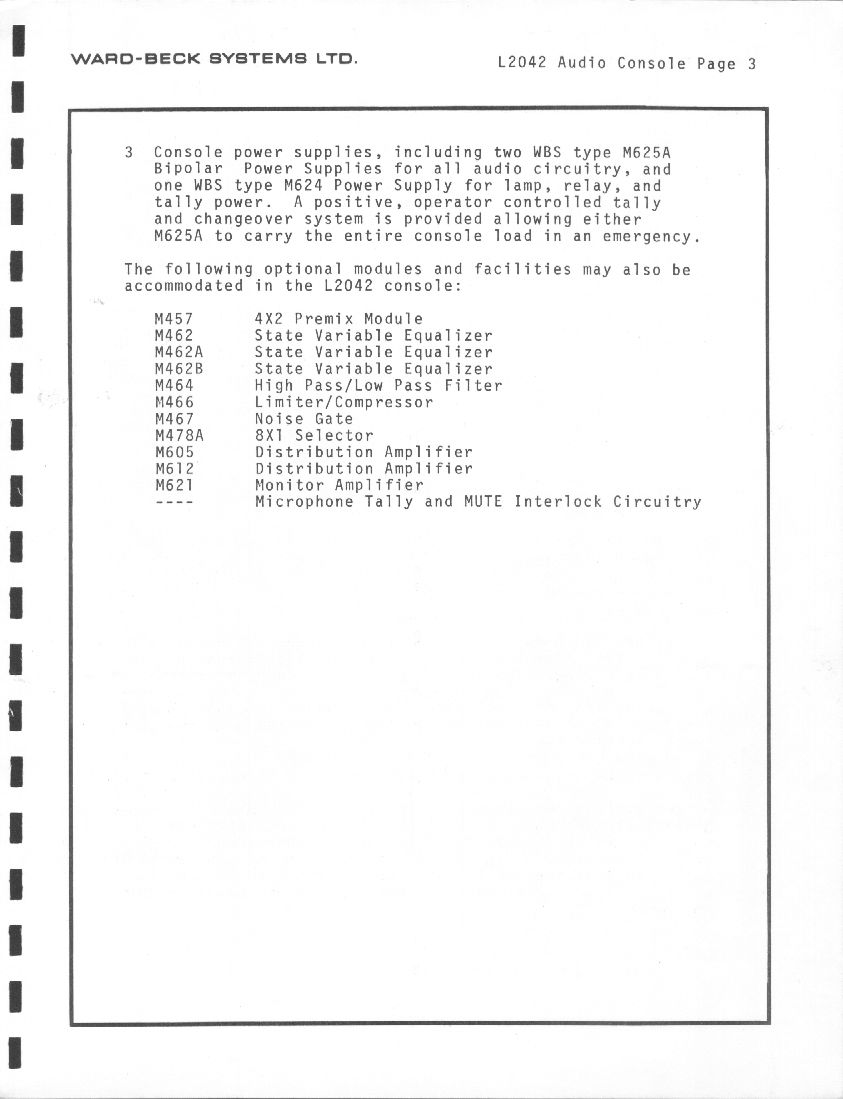 WARD-BECK SYSTEMS LTD.
L2042 Audio Console Page 3
3 Console power supplies, including two WBS type M625A
Bipolar Power Supplies for all audio circuitry, and
one WBS type M624 Power Supply for lamp, relay, and
tally power. A positive, operator controlled tally
and changeover system is provided allowing either
M625A to carry the entire console load in an emergency.
The following optional modules and facilities may also be
accommodated in the L2042 console:
M457 4X2 Premix Module
M462 State Variable Equalizer
M462A State Variable Equalizer
M462B State Variable Equalizer
M464 High Pass/Low Pass Filter
M466 Limiter/Compressor
M467 Noise Gate
M478A 8X1 Selector
M605 Distribution Amplifier
M612 Distribution Amplifier
M621 Monitor Amplifier
---- Microphone Tally and MUTE Interlock Circuitry